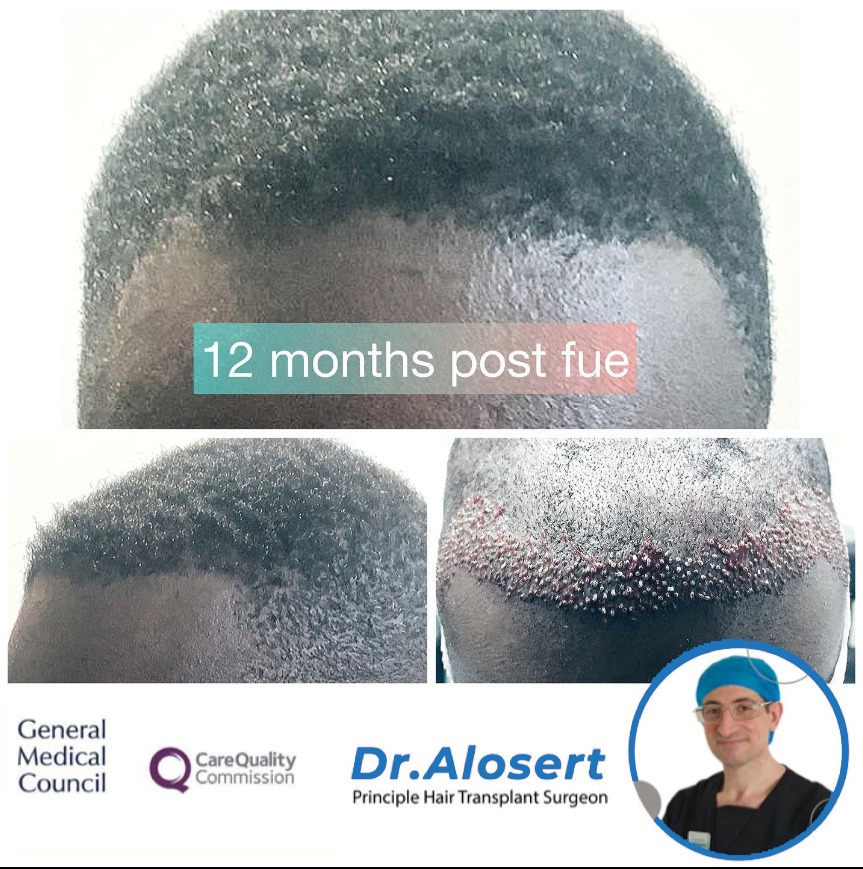 12 months post fue
General
Medical
Council
CareQuality
Commission
Dr.Alosert
Principle Hair Transplant Surgeon